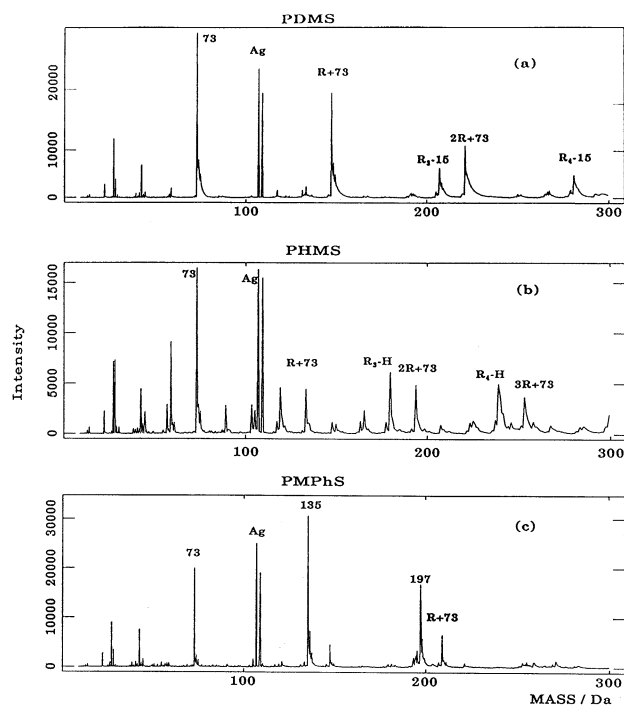 PDMS
73
Ag
R+73
(a)
2R+73
R3-15
R4-15
20000
10000
0
100
200
300
PHMS
73
Ag
(b)
R+73
R3-H
2R+73
R4-H
3R+73
15000
10000
5000
0
Intensity
100
200
300
PMPhS
135
73
Ag
(c)
197
R+73
30000
20000
10000
0
100
200
300
MASS / Da